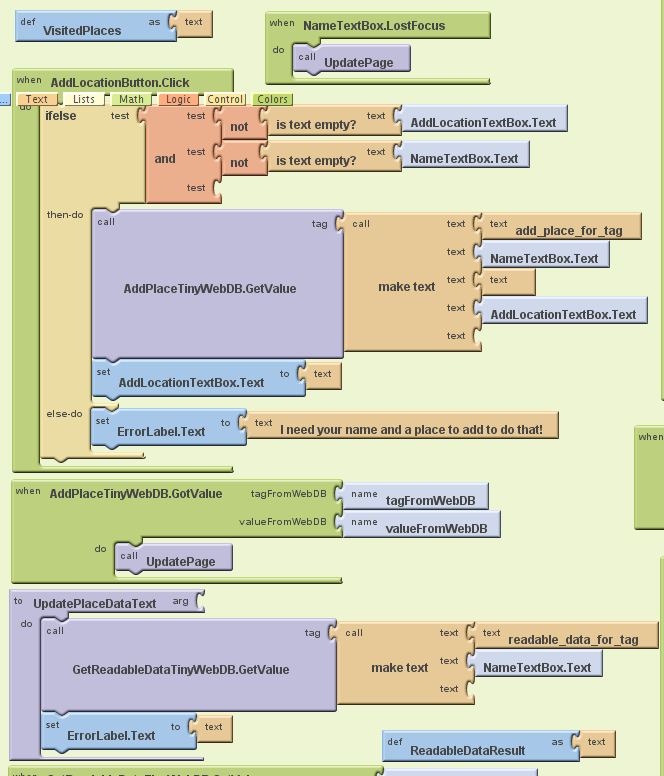 def VisitedPlaces as text
when NameTextBox.LostFocus
do call UpdatePage
when AddLocationButton.Click
... Text Lists Math Logic Control Colors
do ifelse test test not is text empty? text AddLocationTextBox.Text
and test not is text empty? text NameTextBox.Text
test
then-do call AddPlaceTinyWebDB.GetValue tag call make text text text add_place_for_tag
text NameTextBox.Text
text text
text AddLocationTextBox.Text
text
set AddLocationTextBox.Text to text
else-do set ErrorLabel.Text to text I need your name and a place to add to do that!
when
when AddPlaceTinyWebDB.GotValue tagFromWebDB name tagFromWebDB
valueFromWebDB name valueFromWebDB
do call UpdatePage
to UpdatePlaceDataText arg
do call GetReadableDataTinyWebDB.GetValue tag call make text text text readable_data_for_tag
text NameTextBox.Text
text
set ErrorLabel.Text to text
def ReadableDataResult as text
when